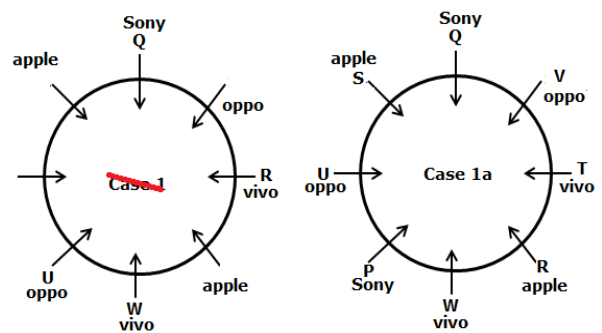 Sony
Q
apple
oppo
R
vivo
U
oppo
W
vivo
apple
Case 1
Sony
Q
apple
S
V
oppo
U
oppo
T
vivo
Case 1a
P
Sony
R
apple
W
vivo